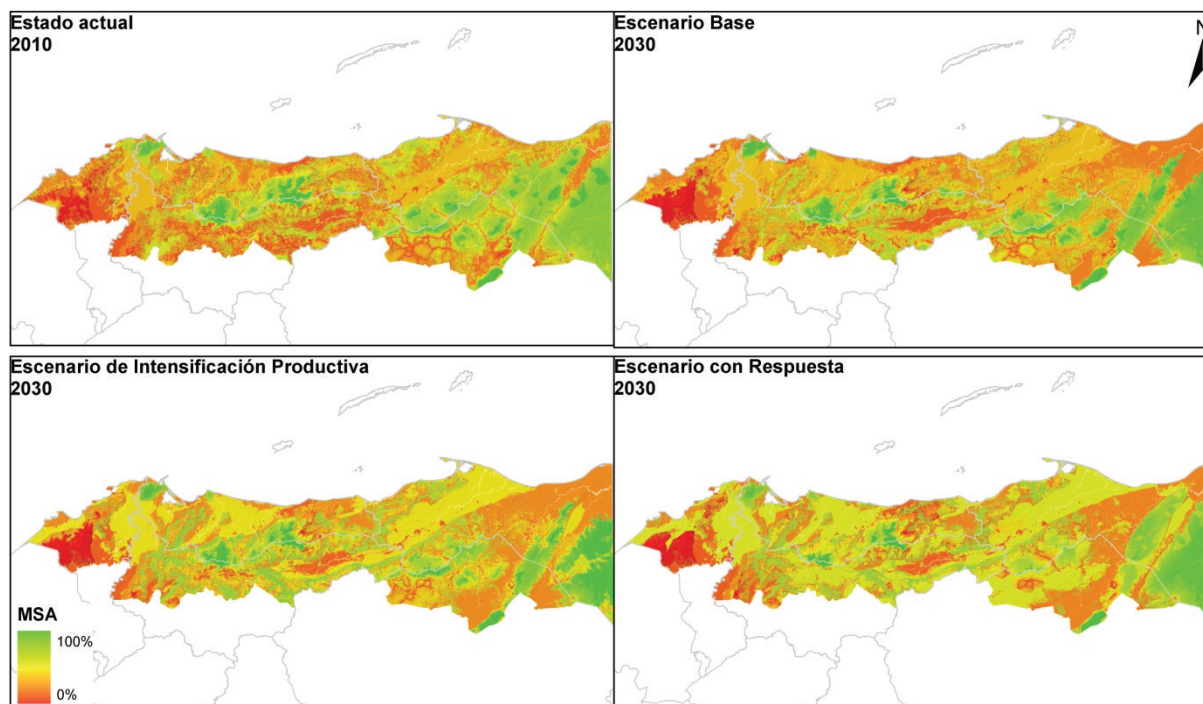 Estado actual
2010
Escenario Base
2030
N
Escenario de Intensificación Productiva
2030
Escenario con Respuesta
2030
MSA
100%
0%